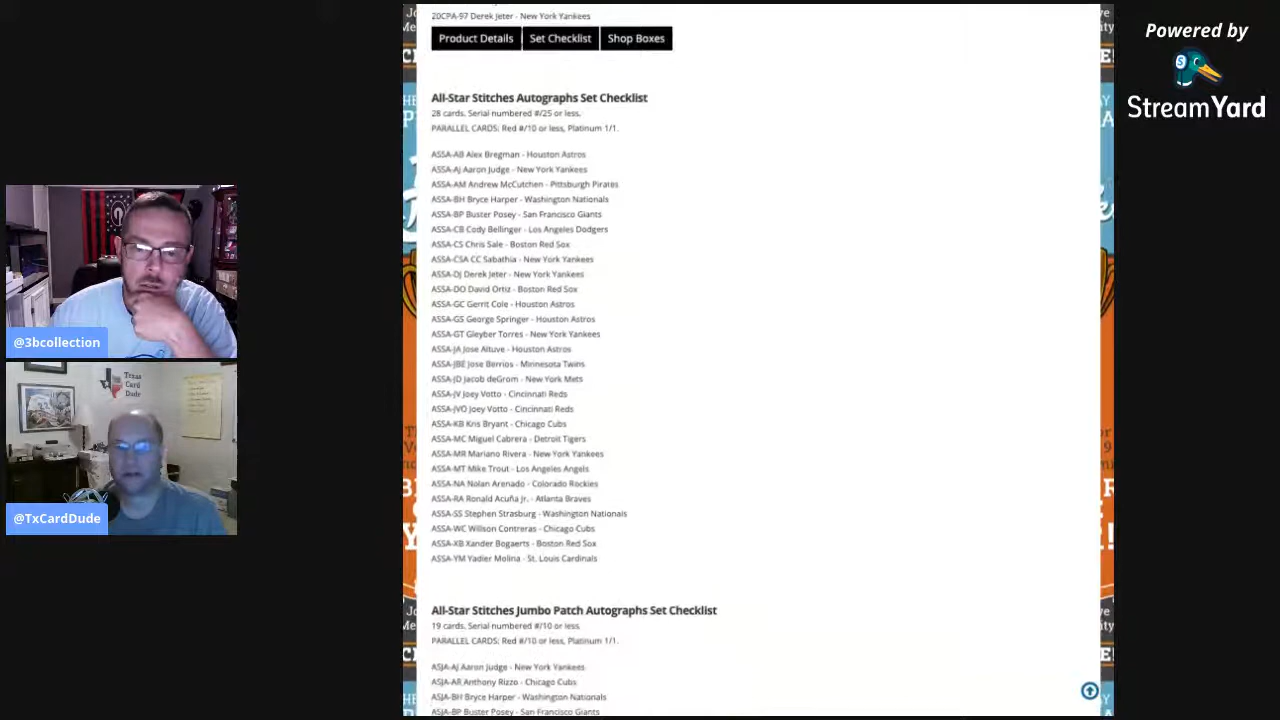 20CPA-97 Derek Jeter - New York Yankees
Product Details
Set Checklist
Shop Boxes
All-Star Stitches Autographs Set Checklist
28 cards. Serial numbered #/25 or less.
PARALLEL CARDS: Red #/10 or less, Platinum 1/1.
ASSA-AB Alex Bregman - Houston Astros
ASSA-AJ Aaron Judge - New York Yankees
ASSA-AM Andrew McCutchen - Pittsburgh Pirates
ASSA-BH Bryce Harper - Washington Nationals
ASSA-BP Buster Posey - San Francisco Giants
ASSA-CB Cody Bellinger - Los Angeles Dodgers
ASSA-CS Chris Sale - Boston Red Sox
ASSA-CSA CC Sabathia - New York Yankees
ASSA-DJ Derek Jeter - New York Yankees
ASSA-DO David Ortiz - Boston Red Sox
ASSA-GC Gerrit Cole - Houston Astros
ASSA-GS George Springer - Houston Astros
ASSA-GT Gleyber Torres - New York Yankees
ASSA-JA Jose Altuve - Houston Astros
ASSA-JBE Jose Berrios - Minnesota Twins
ASSA-JD Jacob deGrom - New York Mets
ASSA-JV Joey Votto - Cincinnati Reds
ASSA-JVO Joey Votto - Cincinnati Reds
ASSA-KB Kris Bryant - Chicago Cubs
ASSA-MC Miguel Cabrera - Detroit Tigers
ASSA-MR Mariano Rivera - New York Yankees
ASSA-MT Mike Trout - Los Angeles Angels
ASSA-NA Nolan Arenado - Colorado Rockies
ASSA-RA Ronald Acuña Jr. - Atlanta Braves
ASSA-SS Stephen Strasburg - Washington Nationals
ASSA-WC Willson Contreras - Chicago Cubs
ASSA-XB Xander Bogaerts - Boston Red Sox
ASSA-YM Yadier Molina - St. Louis Cardinals
All-Star Stitches Jumbo Patch Autographs Set Checklist
19 cards. Serial numbered #/10 or less.
PARALLEL CARDS: Red #/10 or less, Platinum 1/1.
ASJA-AJ Aaron Judge - New York Yankees
ASJA-AR Anthony Rizzo - Chicago Cubs
ASJA-BH Bryce Harper - Washington Nationals
ASJA-BP Buster Posey - San Francisco Giants
Powered by
StreamYard
@3bcollection
Texas
Card
Dude
@TxCardDude